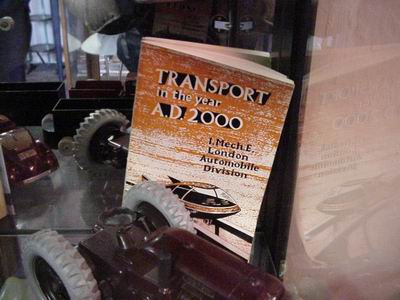 TRANSPORT
in the year
A.D. 2000
I.Mech.E.
London
Automobile
Division